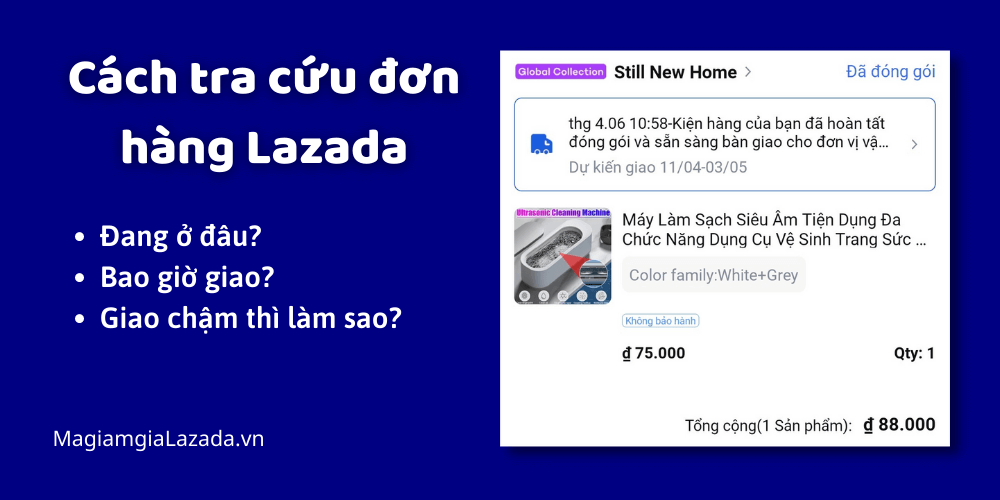 Cách tra cứu đơn
hàng Lazada
• Đang ở đâu?
• Bao giờ giao?
• Giao chậm thì làm sao?
MagiamgiaLazada.vn
Global Collection Still New Home > Đã đóng gói
thg 4.06 10:58-Kiện hàng của bạn đã hoàn tất
đóng gói và sẵn sàng bàn giao cho đơn vị vậ...
Dự kiến giao 11/04-03/05
Ultrasonic Cleaning Machine
Máy Làm Sạch Siêu Âm Tiện Dụng Đa
Chức Năng Dụng Cụ Vệ Sinh Trang Sức ...
Color family:White+Grey
Không bảo hành
₫ 75.000 Qty: 1
Tổng cộng(1 Sản phẩm): ₫ 88.000